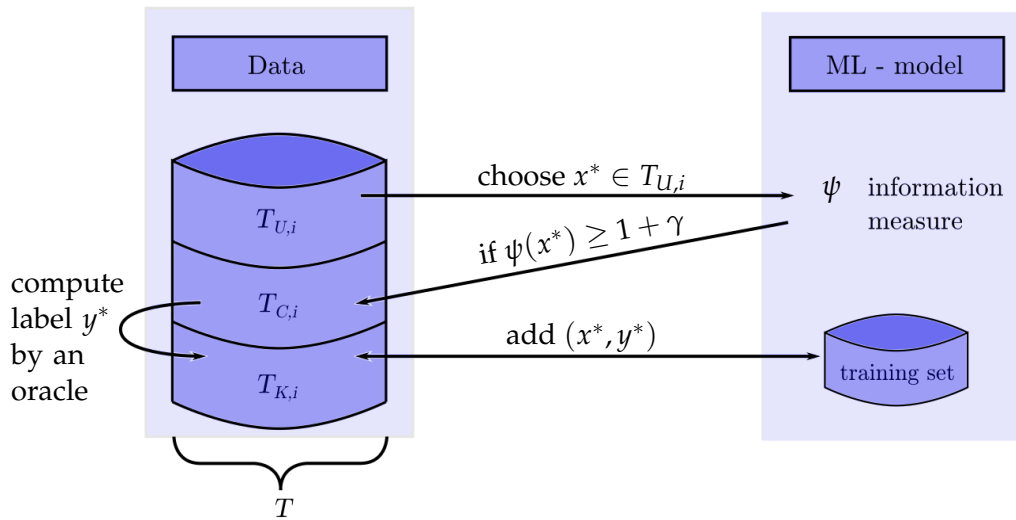 Data
ML - model
choose x* ∈ T_{U,i}
ψ information
measure
T_{U,i}
if ψ(x*) ≥ 1 + γ
compute
label y*
by an
oracle
T_{C,i}
add (x*, y*)
training set
T_{K,i}
T